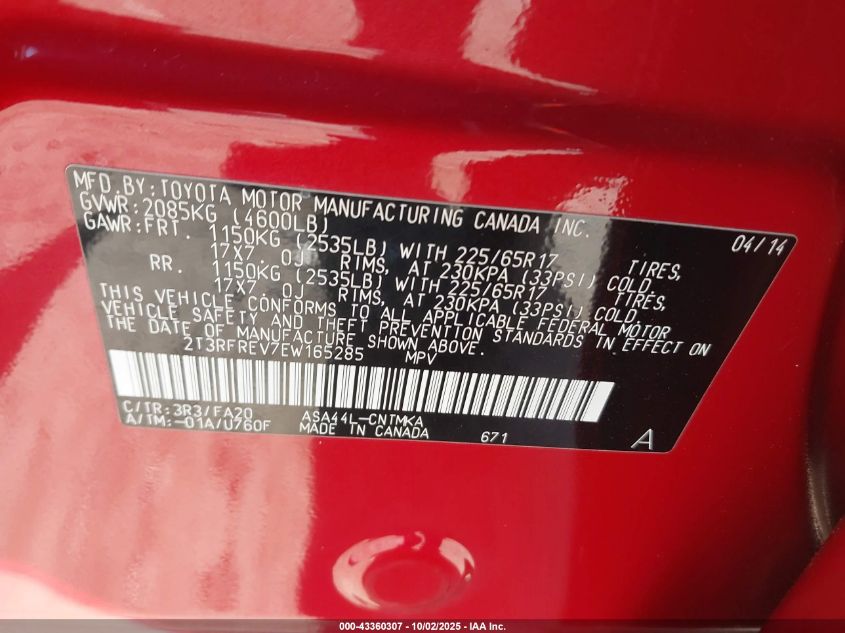 MFD. BY: TOYOTA MOTOR MANUFACTURING CANADA INC.
GVWR: 2085KG (4600LB) 04/14
GAWR: FRT. 1150KG (2535LB) WITH 225/65R17 TIRES,
17X7. 0J RIMS, AT 230KPA (33PSI) COLD
RR. 1150KG (2535LB) WITH 225/65R17 TIRES,
17X7. 0J RIMS, AT 230KPA (33PSI) COLD.
THIS VEHICLE CONFORMS TO ALL APPLICABLE FEDERAL MOTOR
VEHICLE SAFETY AND THEFT PREVENTION STANDARDS IN EFFECT ON
THE DATE OF MANUFACTURE SHOWN ABOVE.
2T3RFREV7EW165285 MPV
C/TR: 3R3/FA20 ASA44L-CNTMKA
A/TM: -01A/U760F MADE IN CANADA 671 A
000-43360307 - 10/02/2025 - IAA Inc.